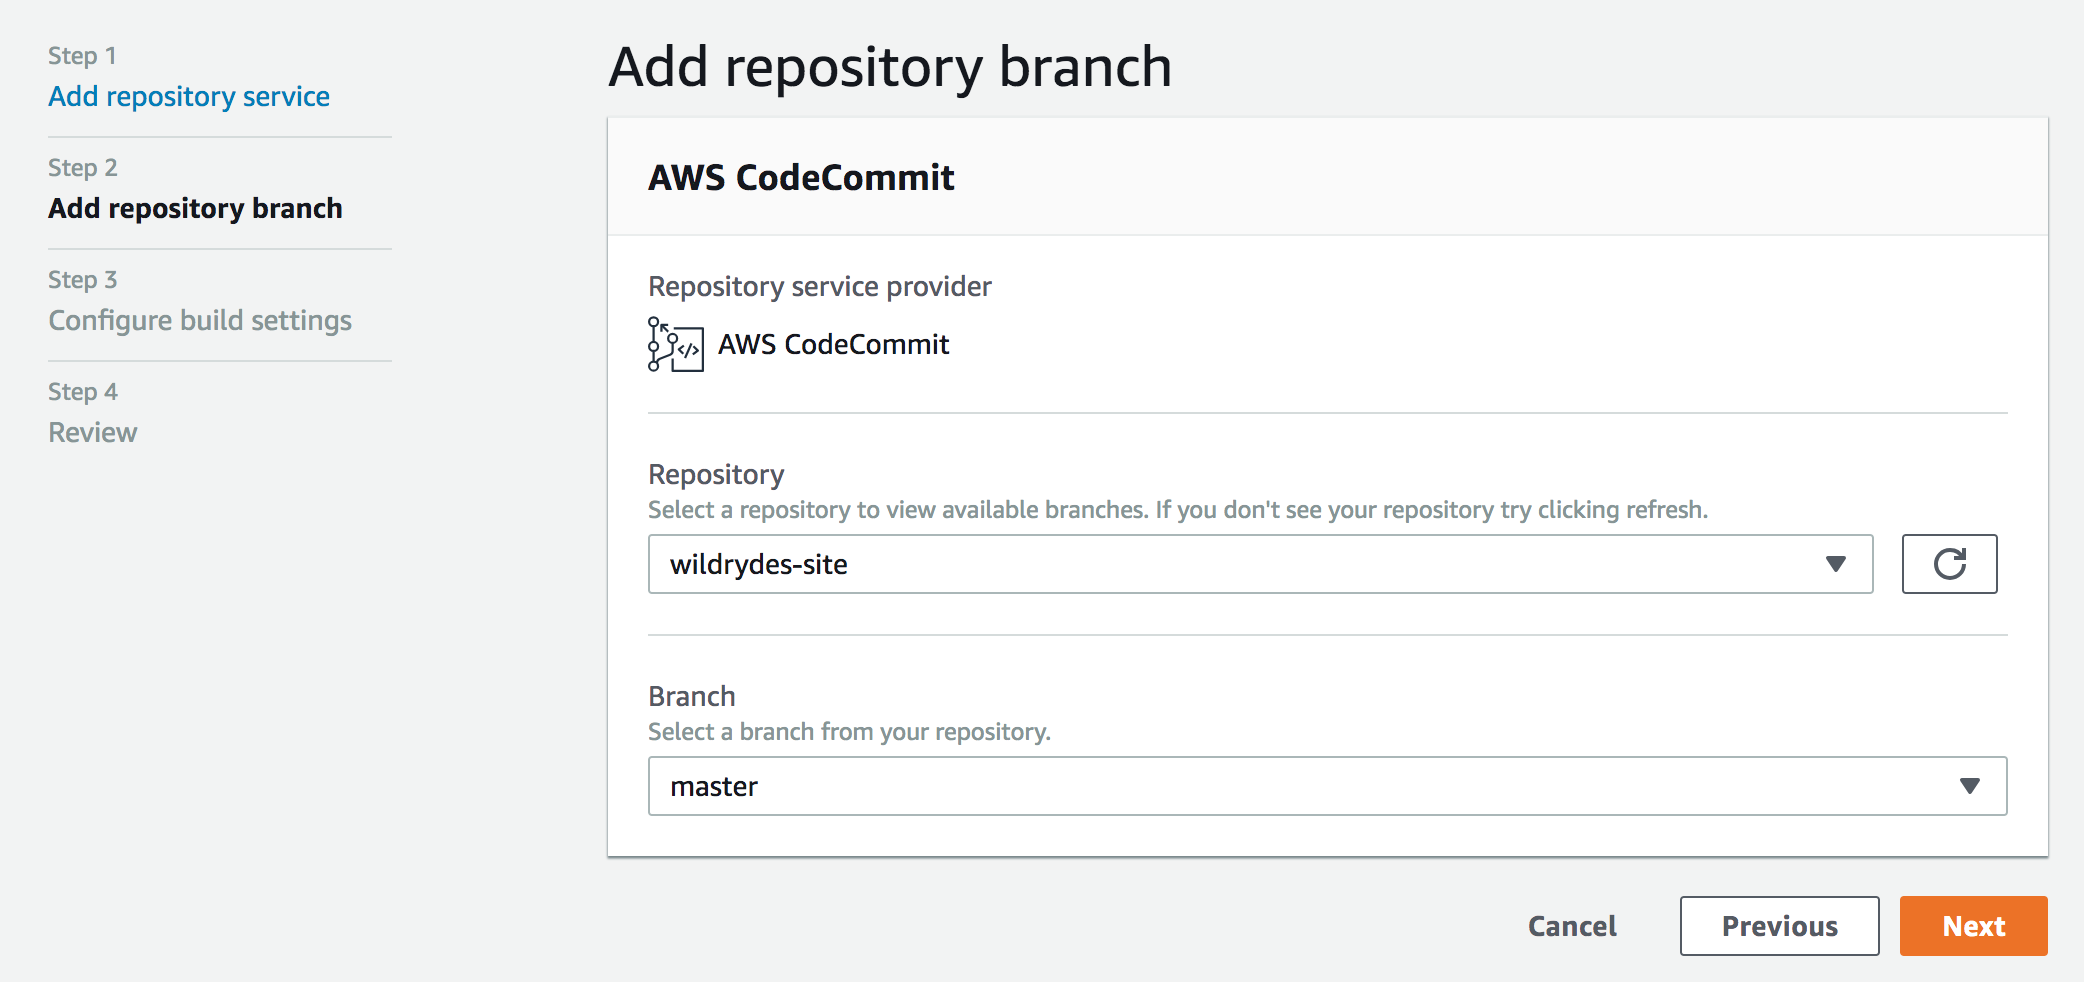 Step 1
Add repository service
Step 2
Add repository branch
Step 3
Configure build settings
Step 4
Review
Add repository branch
AWS CodeCommit
Repository service provider
AWS CodeCommit
Repository
Select a repository to view available branches. If you don't see your repository try clicking refresh.
wildrydes-site
Branch
Select a branch from your repository.
master
Cancel
Previous
Next